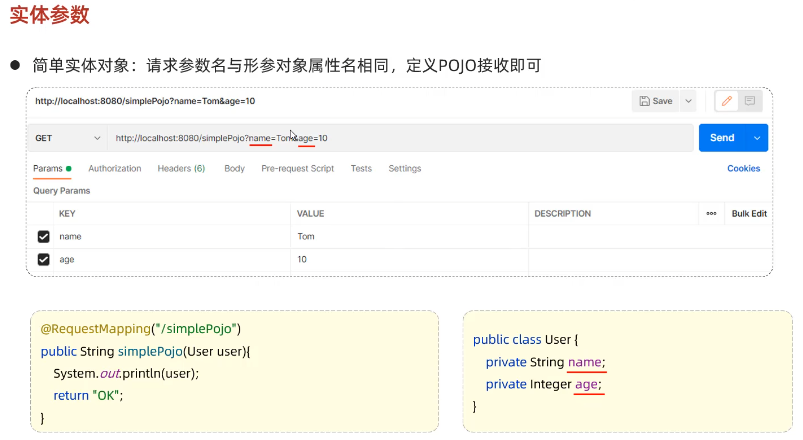 实体参数
● 简单实体对象：请求参数名与形参对象属性名相同，定义POJO接收即可
http://localhost:8080/simplePojo?name=Tom&age=10
Save
GET
http://localhost:8080/simplePojo?name=Tom&age=10
Send
Params
Authorization
Headers (6)
Body
Pre-request Script
Tests
Settings
Cookies
Query Params
KEY
VALUE
DESCRIPTION
Bulk Edit
name
Tom
age
10
@RequestMapping("/simplePojo")
public String simplePojo(User user){
System.out.println(user);
return "OK";
}
public class User {
private String name;
private Integer age;
}